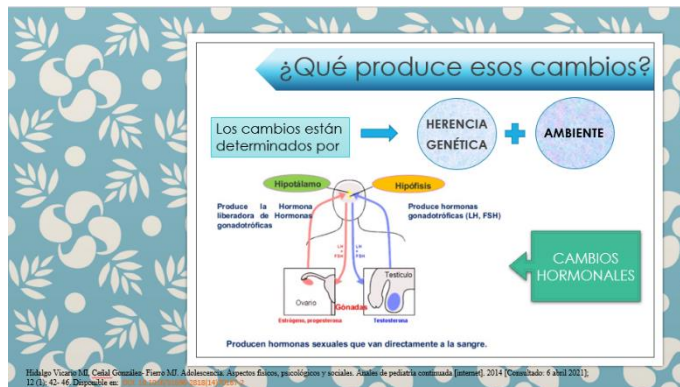 ¿Qué produce esos cambios?
Los cambios están
determinados por
HERENCIA
GENÉTICA
AMBIENTE
Hipotálamo
Hipófisis
Produce la Hormona
liberadora de Hormonas
gonadotróficas
Produce hormonas
gonadotróficas (LH, FSH)
LH
FSH
LH
FSH
CAMBIOS
HORMONALES
Ovario
Testículo
Gónadas
Estrógeno, progesterona
Testosterona
Producen hormonas sexuales que van directamente a la sangre.
Hidalgo Vicario MI, Ceñal González- Fierro MJ. Adolescencia. Aspectos físicos, psicológicos y sociales. Anales de pediatría continuada [internet]. 2014 [Consultado: 6 abril 2021];
12 (1): 42- 46. Disponible en: